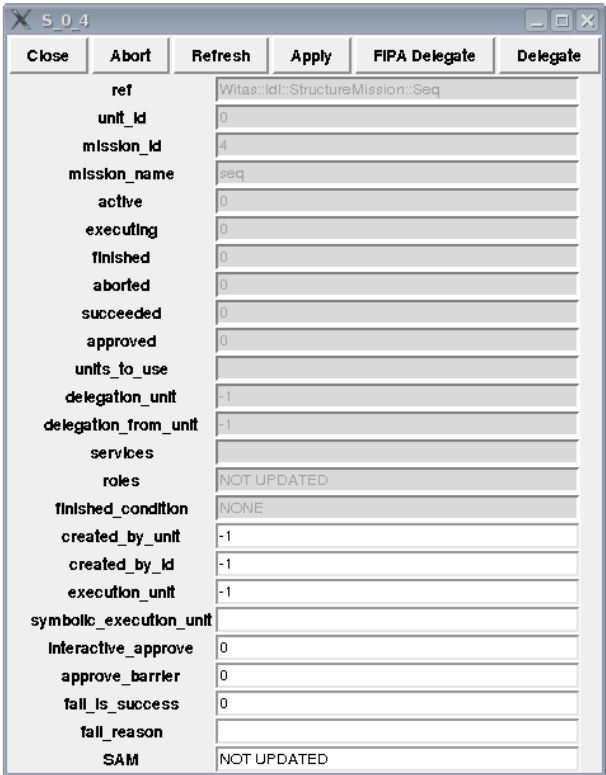 S_0_4
Close Abort Refresh Apply FIPA Delegate Delegate
ref Witas::Idl::StructureMission::Seq
unit_id 0
mission_id 4
mission_name seq
active 0
executing 0
finished 0
aborted 0
succeeded 0
approved 0
units_to_use
delegation_unit -1
delegation_from_unit -1
services
roles NOT UPDATED
finished_condition NONE
created_by_unit -1
created_by_id -1
execution_unit -1
symbolic_execution_unit
interactive_approve 0
approve_barrier 0
fail_is_success 0
fail_reason
SAM NOT UPDATED